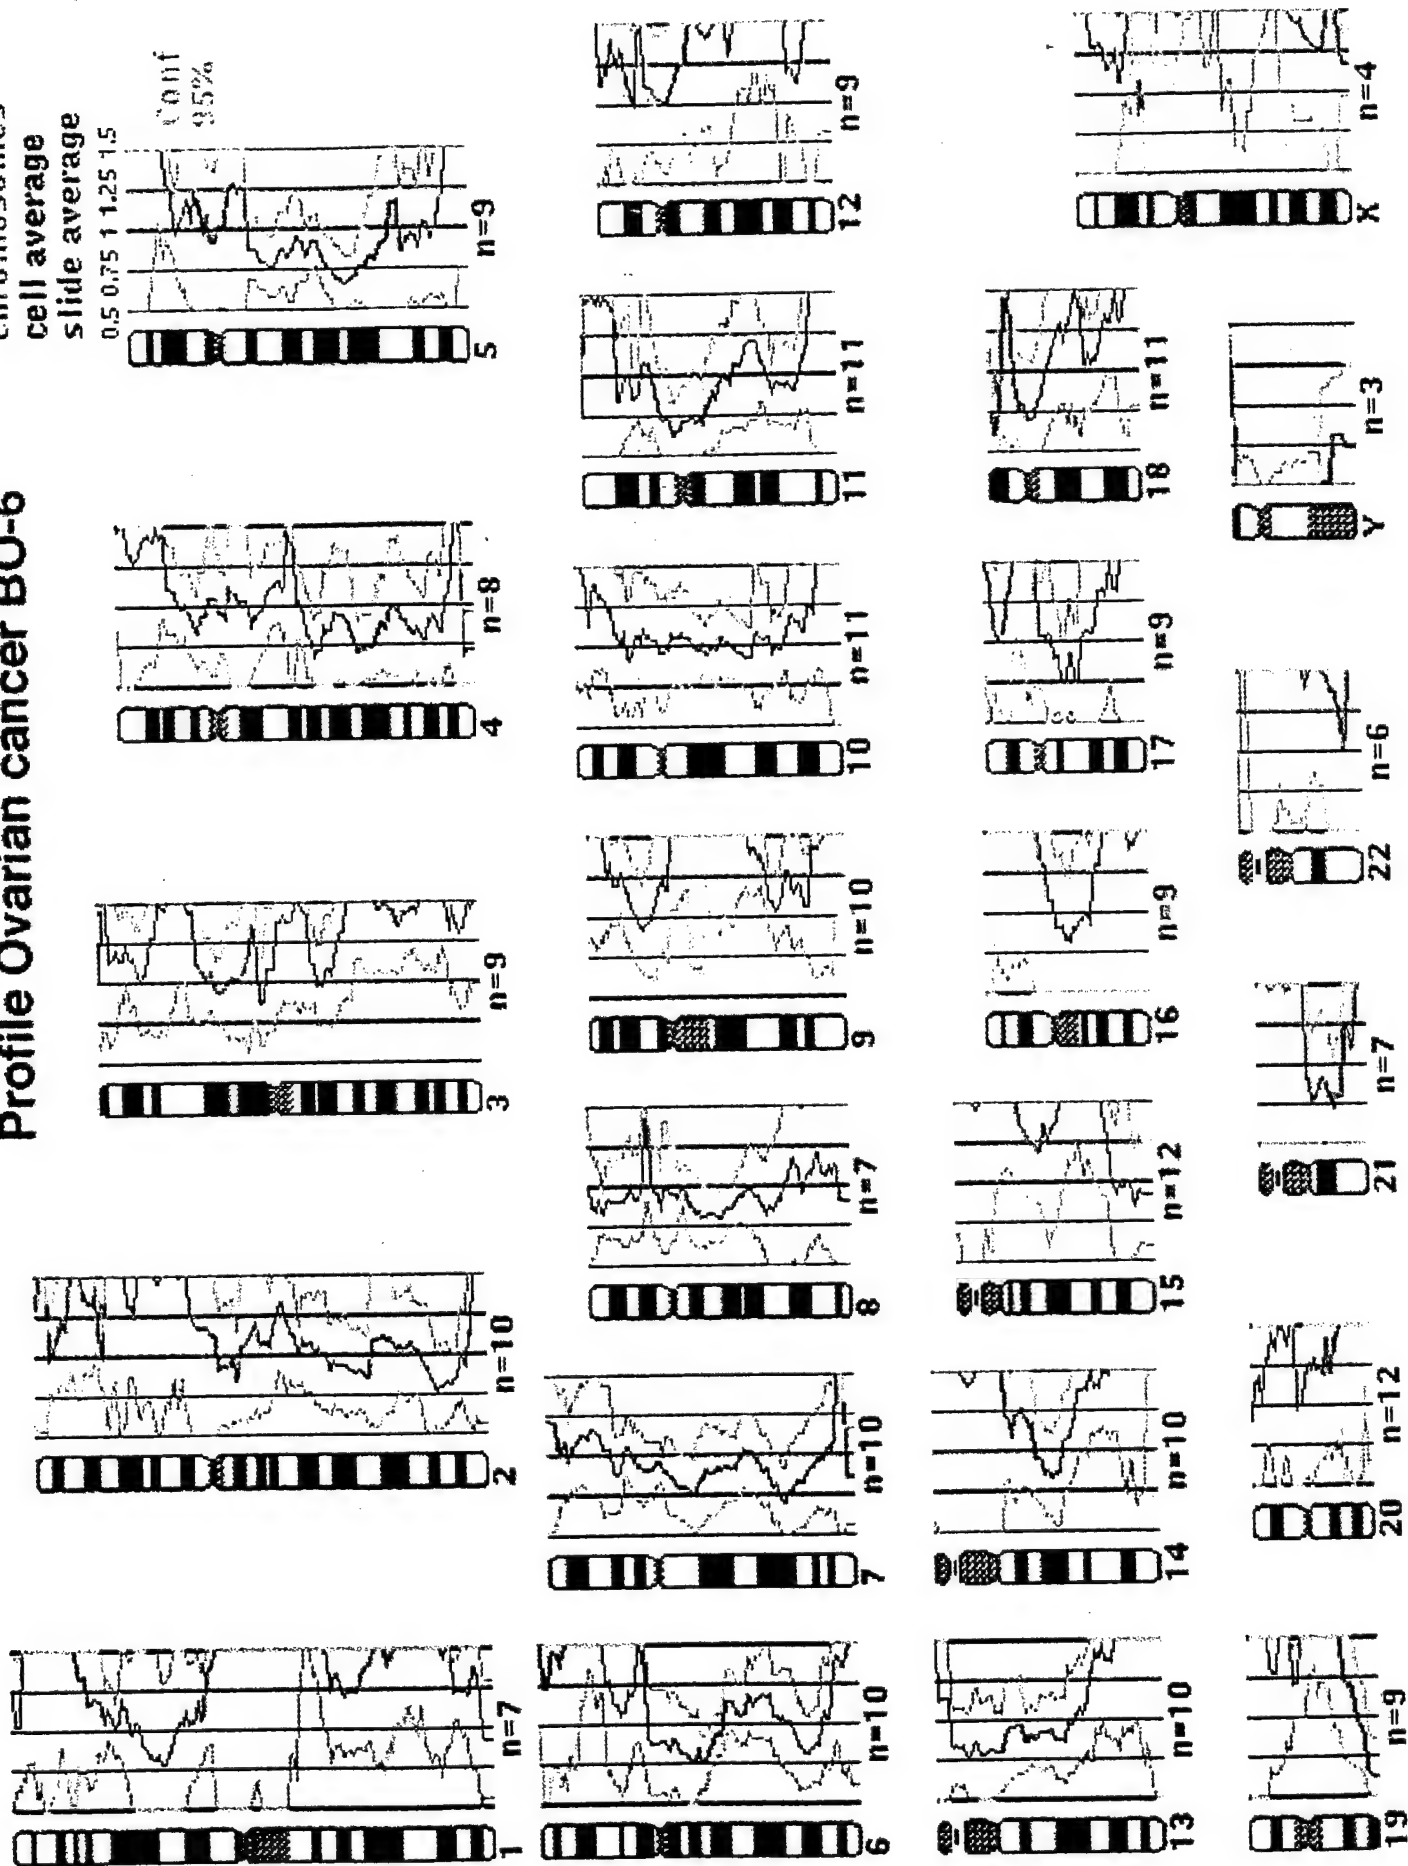 Profile Ovarian cancer BO-6
cell average
slide average
0.5 0.75 1 1.25 1.5
Conf
95%
1
n=7
2
n=10
3
n=9
4
n=8
5
n=9
6
n=10
7
n=10
8
n=7
9
n=10
10
n=11
11
n=11
12
n=9
13
n=10
14
n=10
15
n=12
16
n=9
17
n=9
18
n=11
19
n=9
20
n=12
21
n=7
22
n=6
Y
n=3
X
n=4